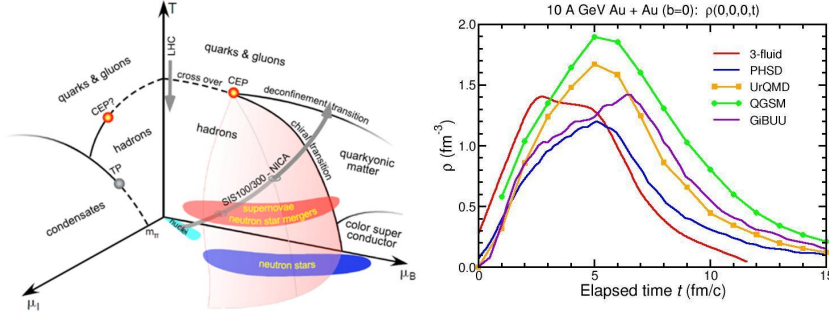 T
LHC
quarks & gluons
quarks & gluons
cross over
CEP
deconfinement transition
CEP?
hadrons
hadrons
chiral transition
quarkyonic
matter
TP
SIS100/300 - NICA
condensates
supernovae
neutron star mergers
color super
conductor
nuclei
mπ
neutron stars
μI
μB
10 A GeV Au + Au (b=0): ρ(0,0,0,t)
ρ (fm-3)
2.0
1.5
1.0
0.5
0.0
3-fluid
PHSD
UrQMD
QGSM
GiBUU
0
5
10
15
Elapsed time t (fm/c)